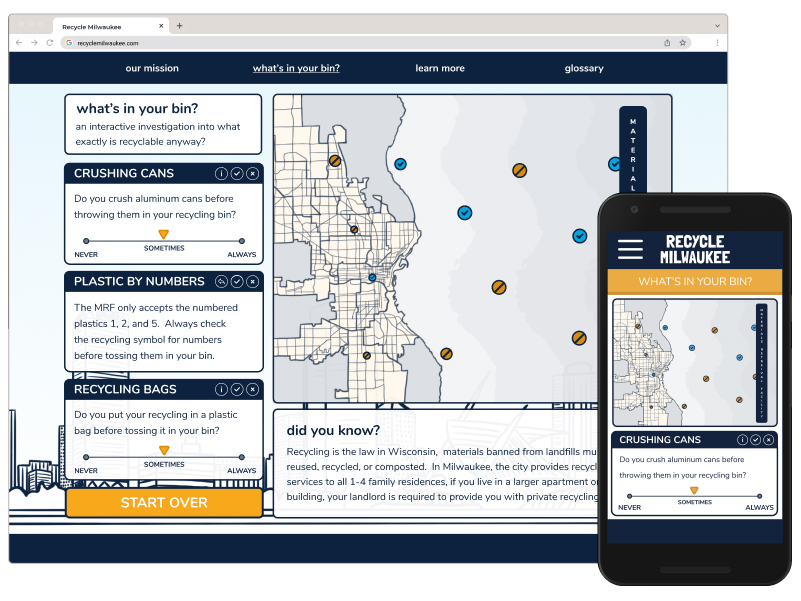 Recycle Milwaukee
recyclemilwaukee.com
our mission
what's in your bin?
learn more
glossary
what's in your bin?
an interactive investigation into what
exactly is recyclable anyway?
CRUSHING CANS
Do you crush aluminum cans before
throwing them in your recycling bin?
SOMETIMES
NEVER
ALWAYS
PLASTIC BY NUMBERS
The MRF only accepts the numbered
plastics 1, 2, and 5. Always check
the recycling symbol for numbers
before tossing them in your bin.
RECYCLING BAGS
Do you put your recycling in a plastic
bag before tossing it in your bin?
SOMETIMES
NEVER
ALWAYS
START OVER
MATERIAL
did you know?
Recycling is the law in Wisconsin, materials banned from landfills mu
reused, recycled, or composted. In Milwaukee, the city provides recycl
services to all 1-4 family residences, if you live in a larger apartment o
building, your landlord is required to provide you with private recycling
RECYCLE
MILWAUKEE
WHAT'S IN YOUR BIN?
CRUSHING CANS
Do you crush aluminum cans before
throwing them in your recycling bin?
SOMETIMES
NEVER
ALWAYS